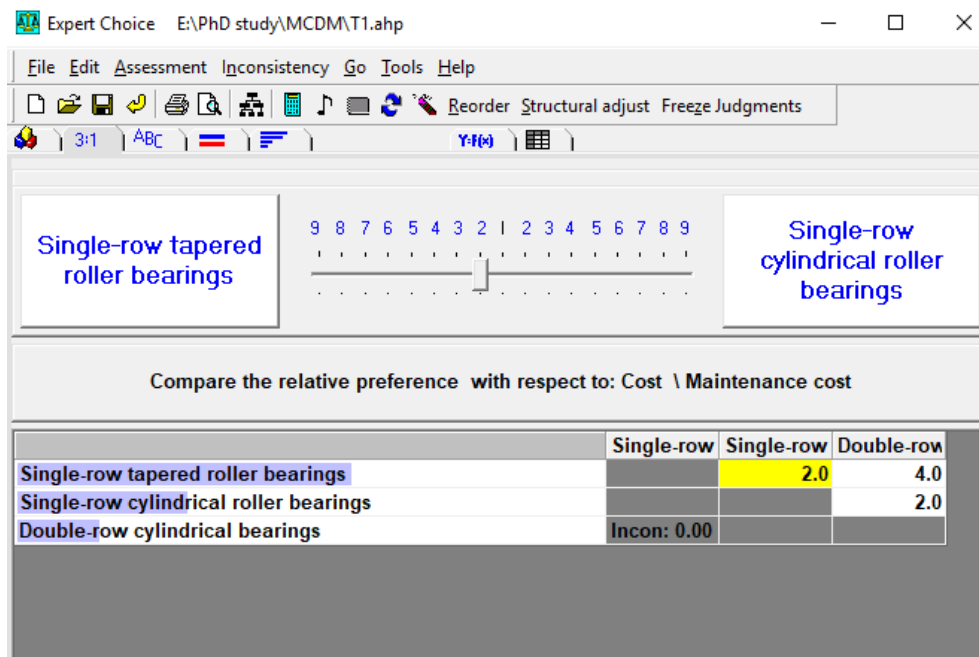 Expert Choice E:\PhD study\MCDM\T1.ahp
File Edit Assessment Inconsistency Go Tools Help
Reorder Structural adjust Freeze Judgments
3:1 ABC Y=F(x)
9 8 7 6 5 4 3 2 1 2 3 4 5 6 7 8 9
Single-row tapered
roller bearings
Single-row
cylindrical roller
bearings
Compare the relative preference with respect to: Cost \ Maintenance cost
Single-row Single-row Double-row
Single-row tapered roller bearings 2.0 4.0
Single-row cylindrical roller bearings 2.0
Double-row cylindrical bearings Incon: 0.00